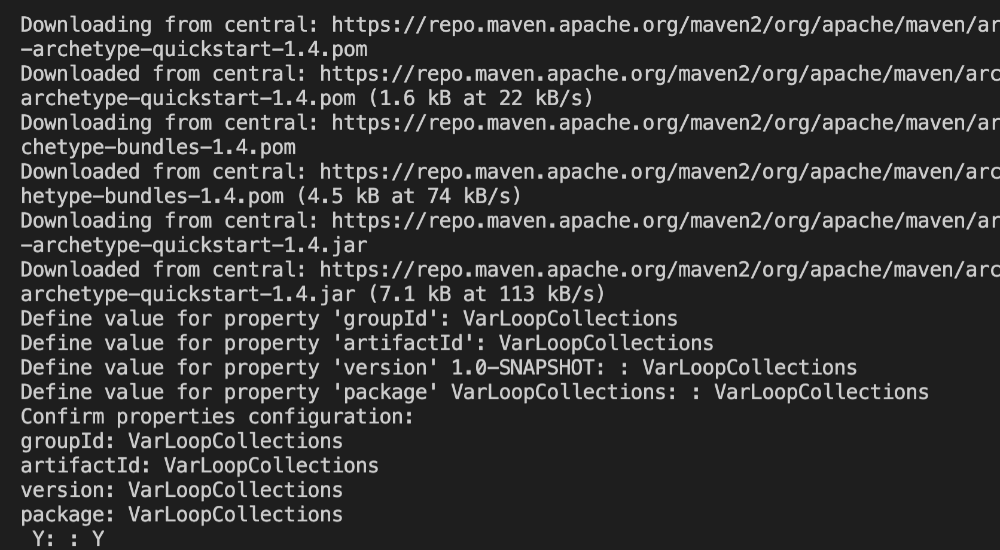 Downloading from central: https://repo.maven.apache.org/maven2/org/apache/maven/ar
-archetype-quickstart-1.4.pom
Downloaded from central: https://repo.maven.apache.org/maven2/org/apache/maven/arc
archetype-quickstart-1.4.pom (1.6 kB at 22 kB/s)
Downloading from central: https://repo.maven.apache.org/maven2/org/apache/maven/ar
chetype-bundles-1.4.pom
Downloaded from central: https://repo.maven.apache.org/maven2/org/apache/maven/arc
hetype-bundles-1.4.pom (4.5 kB at 74 kB/s)
Downloading from central: https://repo.maven.apache.org/maven2/org/apache/maven/ar
-archetype-quickstart-1.4.jar
Downloaded from central: https://repo.maven.apache.org/maven2/org/apache/maven/arc
archetype-quickstart-1.4.jar (7.1 kB at 113 kB/s)
Define value for property 'groupId': VarLoopCollections
Define value for property 'artifactId': VarLoopCollections
Define value for property 'version' 1.0-SNAPSHOT: : VarLoopCollections
Define value for property 'package' VarLoopCollections: : VarLoopCollections
Confirm properties configuration:
groupId: VarLoopCollections
artifactId: VarLoopCollections
version: VarLoopCollections
package: VarLoopCollections
 Y: : Y